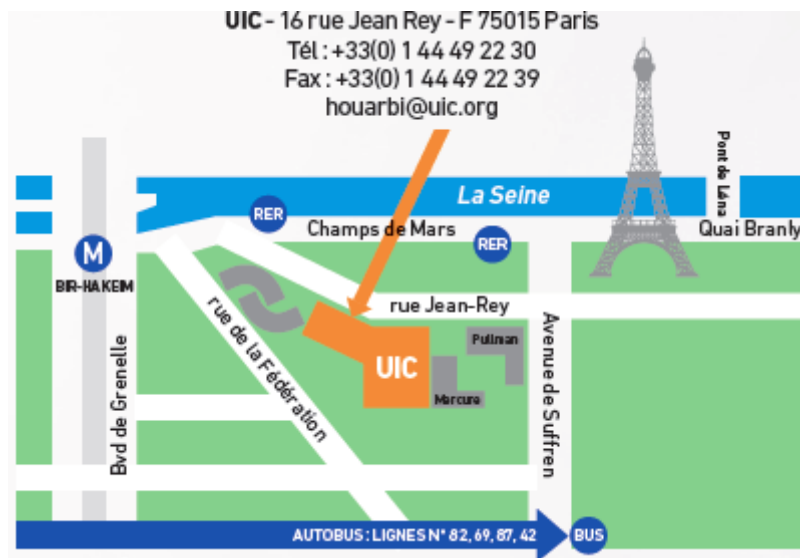 UIC - 16 rue Jean Rey - F 75015 Paris
Tél : +33(0) 1 44 49 22 30
Fax : +33(0) 1 44 49 22 39
houarbi@uic.org
Pont de Léna
La Seine
RER
Champs de Mars
RER
Quai Branly
M
BIR-HAKEIM
rue Jean-Rey
rue de la Fédération
Avenue de Suffren
Pullman
UIC
Mercure
Bvd de Grenelle
AUTOBUS : LIGNES N° 82, 69, 87, 42
BUS